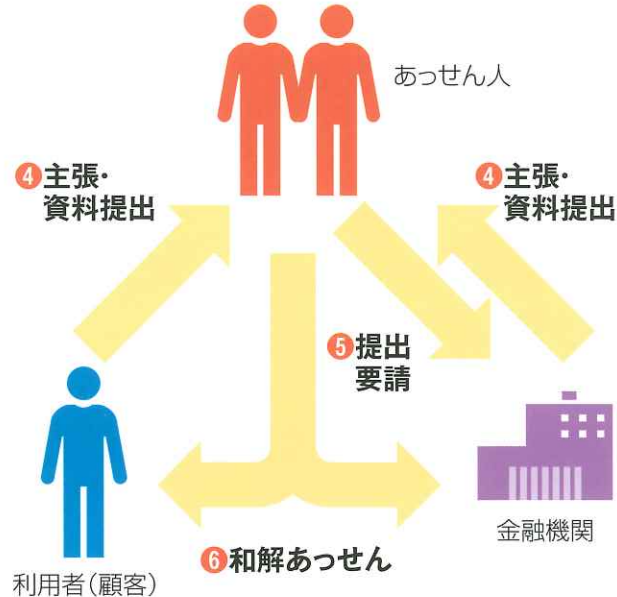 あっせん人
❹主張・
資料提出
❹主張・
資料提出
❺提出
要請
金融機関
❻和解あっせん
利用者(顧客)